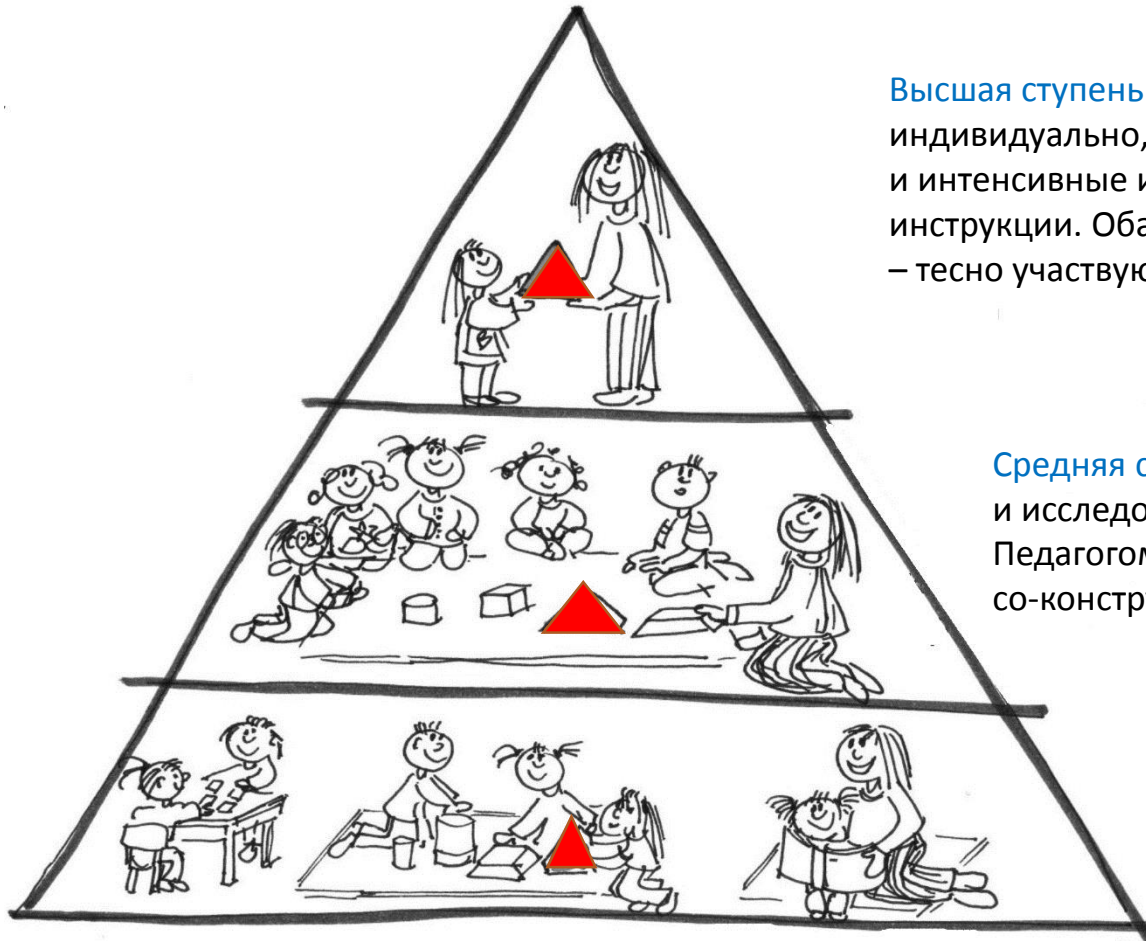 Высшая ступень
индивидуально,
и интенсивные и
инструкции. Оба
– тесно участвую
Средняя с
и исследо
Педагогом
со-констр